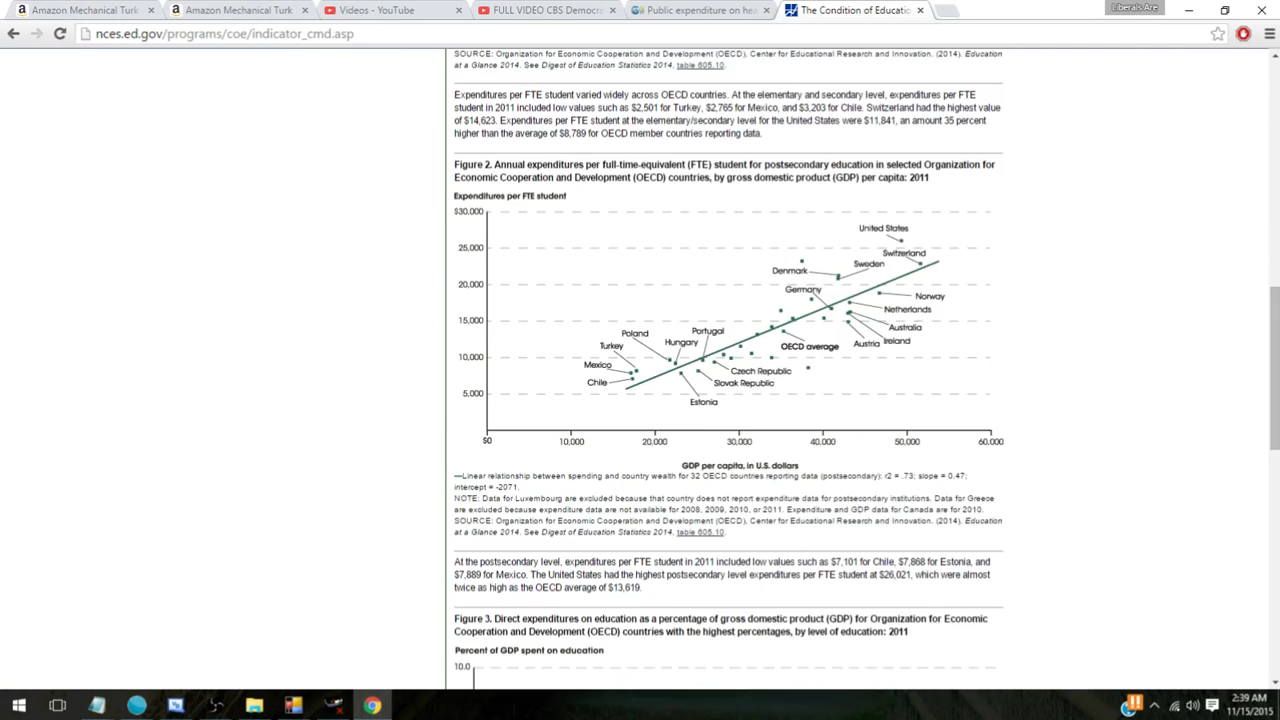 Amazon Mechanical Turk
Amazon Mechanical Turk
Videos - YouTube
FULL VIDEO CBS Democra
Public expenditure on hea
The Condition of Educatio
Liberals Are
nces.ed.gov/programs/coe/indicator_cmd.asp
SOURCE: Organization for Economic Cooperation and Development (OECD), Center for Educational Research and Innovation. (2014). Education
at a Glance 2014. See Digest of Education Statistics 2014, table 605.10.
Expenditures per FTE student varied widely across OECD countries. At the elementary and secondary level, expenditures per FTE
student in 2011 included low values such as $2,501 for Turkey, $2,765 for Mexico, and $3,203 for Chile. Switzerland had the highest value
of $14,623. Expenditures per FTE student at the elementary/secondary level for the United States were $11,841, an amount 35 percent
higher than the average of $8,789 for OECD member countries reporting data.
Figure 2. Annual expenditures per full-time-equivalent (FTE) student for postsecondary education in selected Organization for
Economic Cooperation and Development (OECD) countries, by gross domestic product (GDP) per capita: 2011
Expenditures per FTE student
$30,000
United States
25,000
Switzerland
Sweden
Denmark
20,000
Germany
Norway
Netherlands
15,000
Australia
Poland
Portugal
Hungary
Ireland
Austria
Turkey
OECD average
10,000
Mexico
Czech Republic
Chile
Slovak Republic
5,000
Estonia
$0
10,000
20,000
30,000
40,000
50,000
60,000
GDP per capita, in U.S. dollars
Linear relationship between spending and country wealth for 32 OECD countries reporting data (postsecondary): r2 = .73; slope = 0.47;
intercept = -2071.
NOTE: Data for Luxembourg are excluded because that country does not report expenditure data for postsecondary institutions. Data for Greece
are excluded because expenditure data are not available for 2008, 2009, 2010, or 2011. Expenditure and GDP data for Canada are for 2010.
SOURCE: Organization for Economic Cooperation and Development (OECD), Center for Educational Research and Innovation. (2014). Education
at a Glance 2014. See Digest of Education Statistics 2014, table 605.10.
At the postsecondary level, expenditures per FTE student in 2011 included low values such as $7,101 for Chile, $7,868 for Estonia, and
$7,889 for Mexico. The United States had the highest postsecondary level expenditures per FTE student at $26,021, which were almost
twice as high as the OECD average of $13,619.
Figure 3. Direct expenditures on education as a percentage of gross domestic product (GDP) for Organization for Economic
Cooperation and Development (OECD) countries with the highest percentages, by level of education: 2011
Percent of GDP spent on education
10.0
2:39 AM
11/15/2015